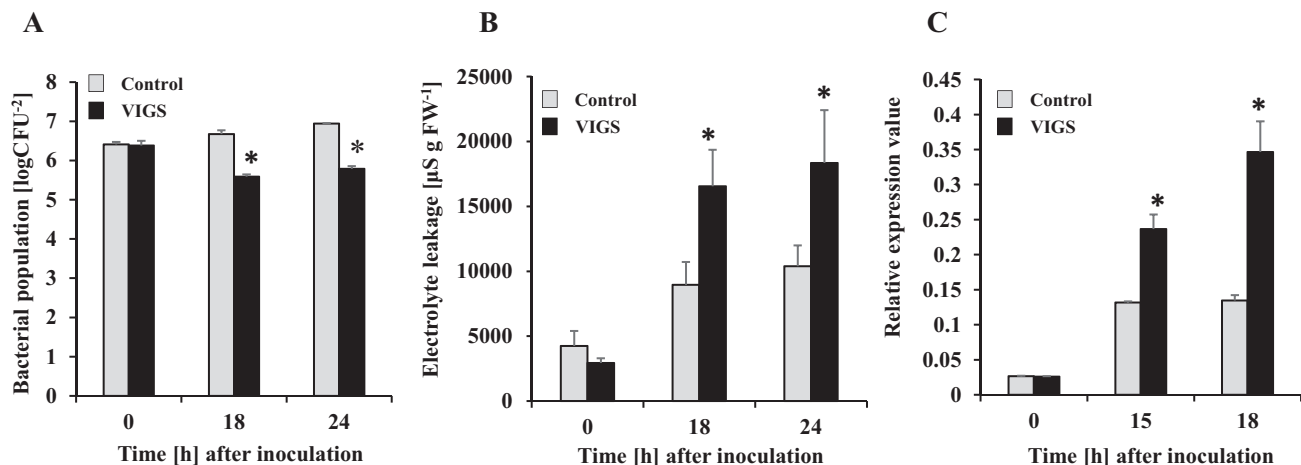 A
Bacterial population [logCFU⁻²]
8
7
6
5
4
3
2
1
0
Control
VIGS
*
*
0 18 24
Time [h] after inoculation
B
Electrolyte leakage [µS g FW⁻¹]
25000
20000
15000
10000
5000
0
Control
VIGS
*
*
0 18 24
Time [h] after inoculation
C
Relative expression value
0.45
0.4
0.35
0.3
0.25
0.2
0.15
0.1
0.05
0
Control
VIGS
*
*
0 15 18
Time [h] after inoculation